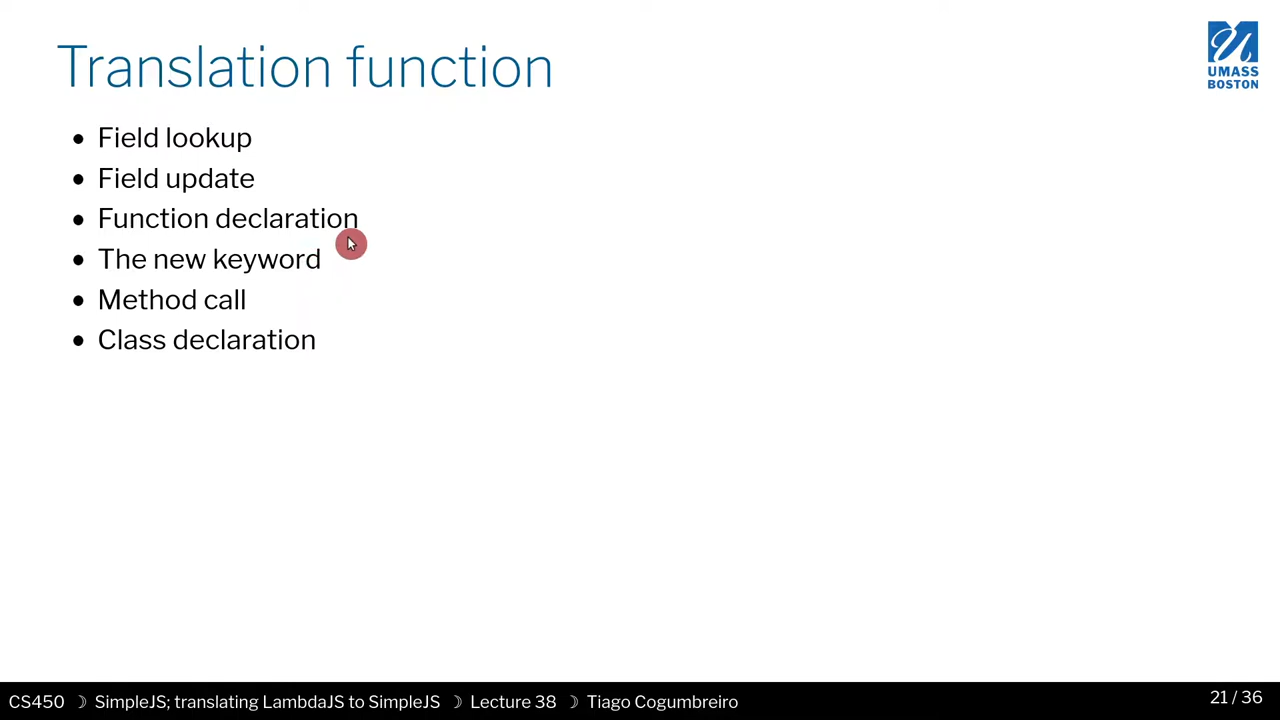 Translation function
UMASS
BOSTON
• Field lookup
• Field update
• Function declaration
• The new keyword
• Method call
• Class declaration
CS450 ☽ SimpleJS; translating LambdaJS to SimpleJS ☽ Lecture 38 ☽ Tiago Cogumbreiro
21 / 36